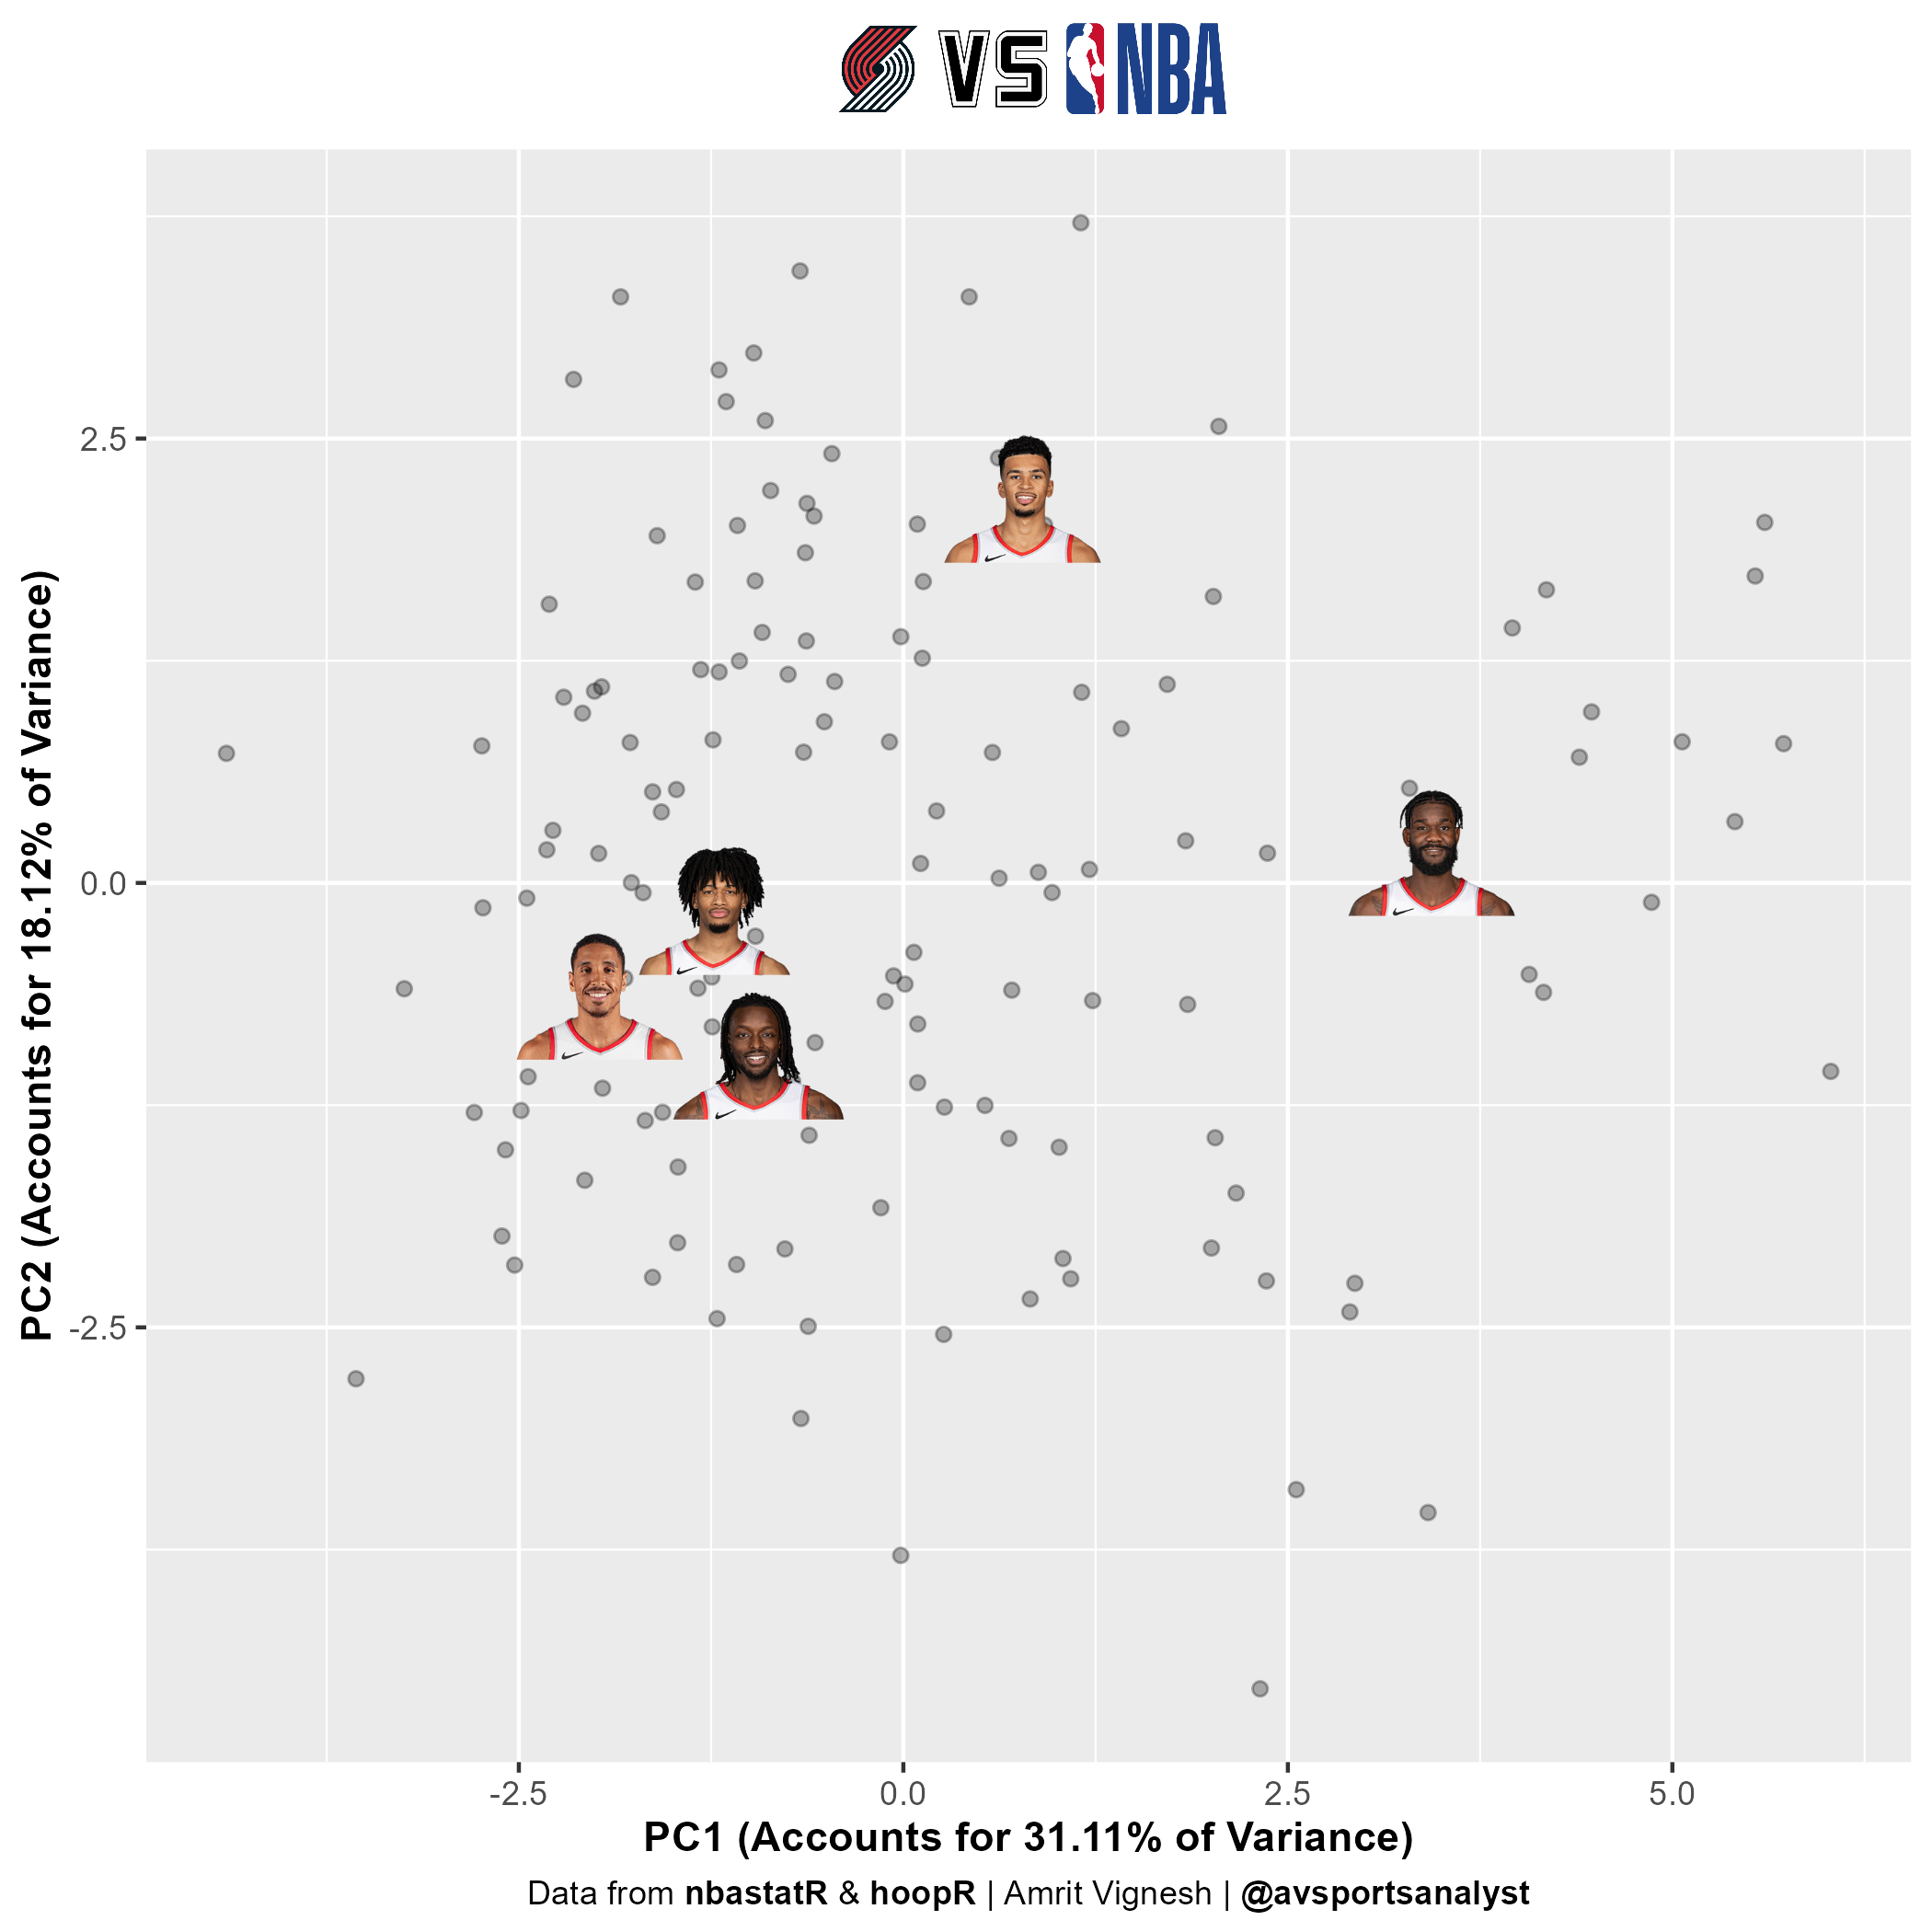 VS NBA
PC2 (Accounts for 18.12% of Variance)
2.5
0.0
-2.5
-2.5 0.0 2.5 5.0
PC1 (Accounts for 31.11% of Variance)
Data from nbastatR & hoopR | Amrit Vignesh | @avsportsanalyst